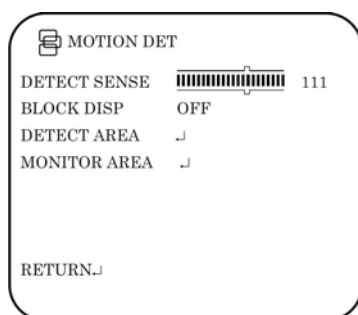 MOTION DET
DETECT SENSE 111
BLOCK DISP OFF
DETECT AREA ↵
MONITOR AREA ↵
RETURN↵